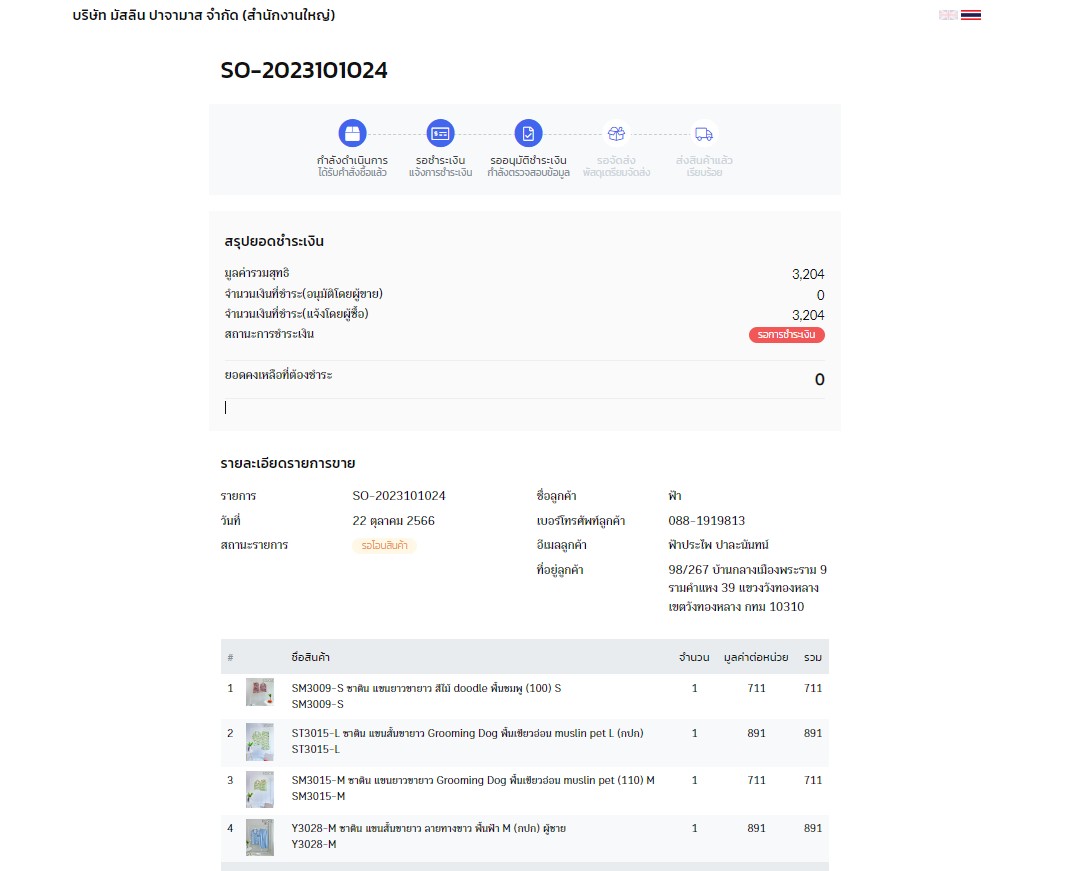 บริษัท มัสลิน ปาจามาส จำกัด (สำนักงานใหญ่)
SO-2023101024
กำลังดำเนินการ รอชำระเงิน รออนุมัติชำระเงิน รอจัดส่ง ส่งสินค้าแล้ว
ได้รับคำสั่งซื้อแล้ว แจ้งการชำระเงิน กำลังตรวจสอบข้อมูล พัสดุเตรียมจัดส่ง เรียบร้อย
สรุปยอดชำระเงิน
มูลค่ารวมสุทธิ 3,204
จำนวนเงินที่ชำระ(อนุมัติโดยผู้ขาย) 0
จำนวนเงินที่ชำระ(แจ้งโดยผู้ซื้อ) 3,204
สถานะการชำระเงิน รอการชำระเงิน
ยอดคงเหลือที่ต้องชำระ 0
รายละเอียดรายการขาย
รายการ SO-2023101024 ชื่อลูกค้า ฟ้า
วันที่ 22 ตุลาคม 2566 เบอร์โทรศัพท์ลูกค้า 088-1919813
สถานะรายการ รอโอนสินค้า อีเมลลูกค้า ฟ้าประไพ ปาละนันทน์
ที่อยู่ลูกค้า 98/267 บ้านกลางเมืองพระราม 9
รามคำแหง 39 แขวงวังทองหลาง
เขตวังทองหลาง กทม 10310
# ชื่อสินค้า จำนวน มูลค่าต่อหน่วย รวม
1 SM3009-S ซาติน แขนยาวขายาว สีไม้ doodle พื้นชมพู (100) S 1 711 711
SM3009-S
2 ST3015-L ซาติน แขนสั้นขายาว Grooming Dog พื้นเขียวอ่อน muslin pet L (กปก) 1 891 891
ST3015-L
3 SM3015-M ซาติน แขนยาวขายาว Grooming Dog พื้นเขียวอ่อน muslin pet (110) M 1 711 711
SM3015-M
4 Y3028-M ซาติน แขนสั้นขายาว ลายทางขาว พื้นฟ้า M (กปก) ผู้ชาย 1 891 891
Y3028-M